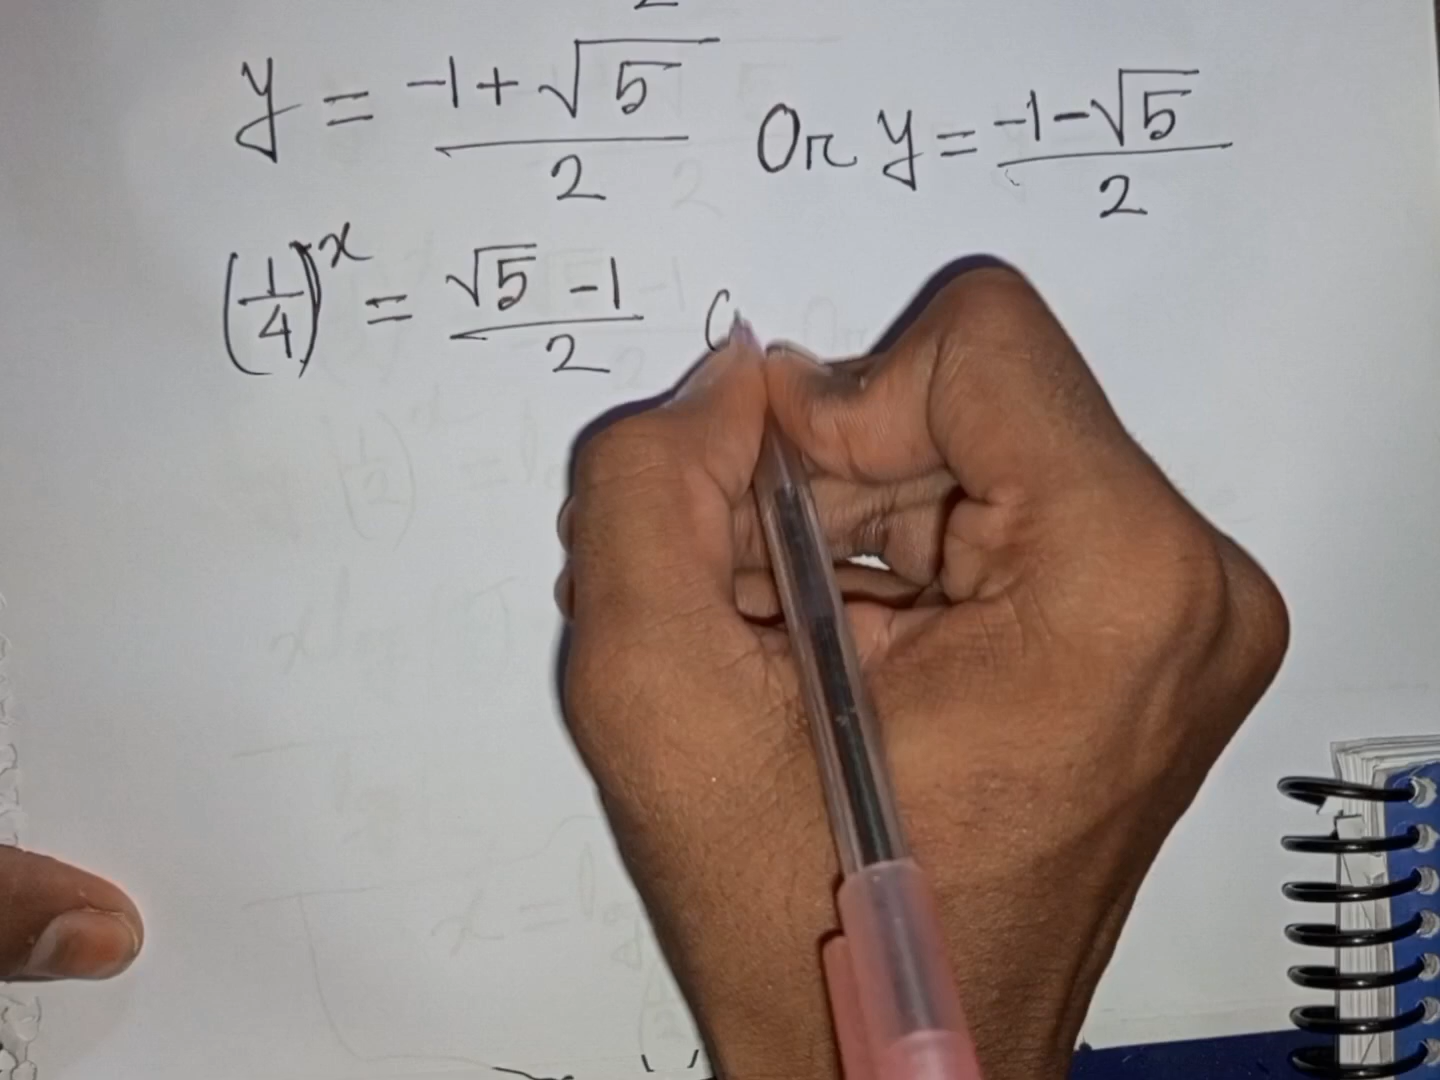 y = (-1+√5)/2 Or y = (-1-√5)/2
(1/4)^x = (√5 -1)/2